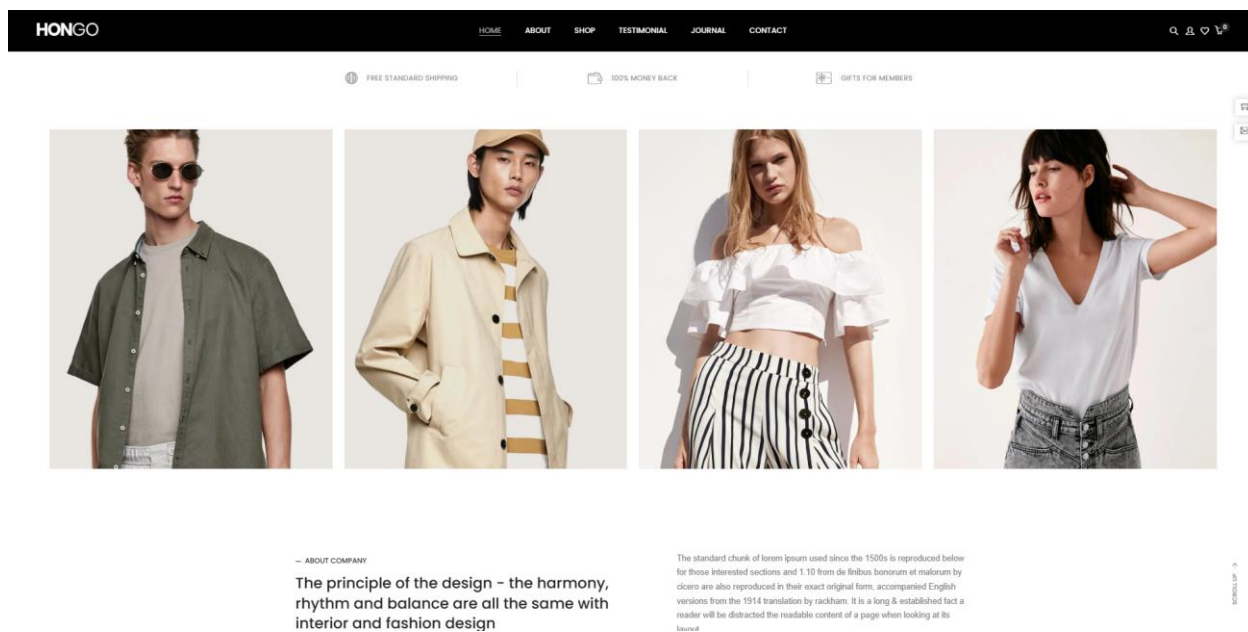 HONGO
HOME ABOUT SHOP TESTIMONIAL JOURNAL CONTACT
0
FREE STANDARD SHIPPING
100% MONEY BACK
GIFTS FOR MEMBERS
— ABOUT COMPANY
The principle of the design - the harmony,
rhythm and balance are all the same with
interior and fashion design
The standard chunk of lorem ipsum used since the 1500s is reproduced below
for those interested sections and 1.10 from de finibus bonorum et malorum by
cicero are also reproduced in their exact original form, accompanied English
versions from the 1914 translation by rackham. It is a long & established fact a
reader will be distracted the readable content of a page when looking at its
layout.
SCROLL UP